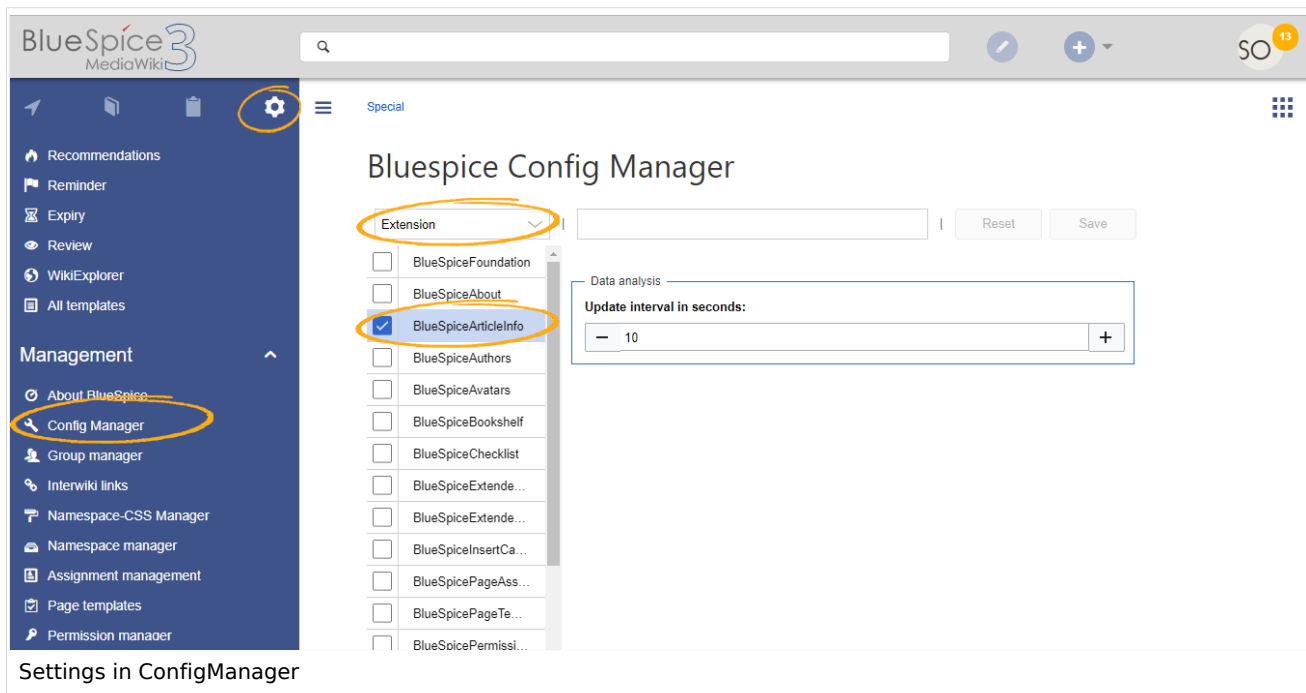 BlueSpice 3
MediaWiki
SO 13
Special
Recommendations
Reminder
Expiry
Review
WikiExplorer
All templates
Management
About BlueSpice
Config Manager
Group manager
Interwiki links
Namespace-CSS Manager
Namespace manager
Assignment management
Page templates
Permission manager
Bluespice Config Manager
Extension | | Reset Save
BlueSpiceFoundation
BlueSpiceAbout
BlueSpiceArticleInfo
BlueSpiceAuthors
BlueSpiceAvatars
BlueSpiceBookshelf
BlueSpiceChecklist
BlueSpiceExtende...
BlueSpiceExtende...
BlueSpiceInsertCa...
BlueSpicePageAss...
BlueSpicePageTe...
BlueSpicePermissi...
Data analysis
Update interval in seconds:
10
Settings in ConfigManager